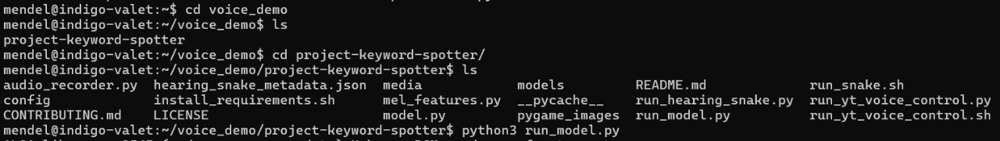 mendel@indigo-valet:~$ cd voice_demo
mendel@indigo-valet:~/voice_demo$ ls
project-keyword-spotter
mendel@indigo-valet:~/voice_demo$ cd project-keyword-spotter/
mendel@indigo-valet:~/voice_demo/project-keyword-spotter$ ls
audio_recorder.py hearing_snake_metadata.json media models README.md run_snake.sh
config install_requirements.sh mel_features.py __pycache__ run_hearing_snake.py run_yt_voice_control.py
CONTRIBUTING.md LICENSE model.py pygame_images run_model.py run_yt_voice_control.sh
mendel@indigo-valet:~/voice_demo/project-keyword-spotter$ python3 run_model.py